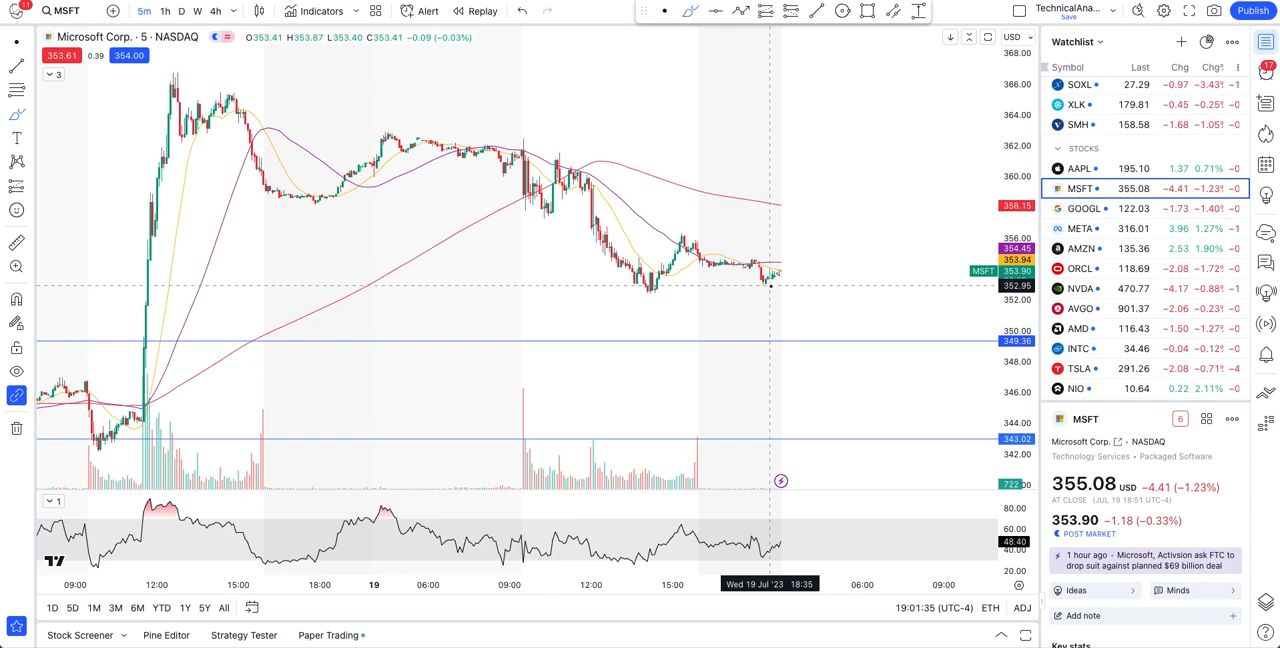 11 MSFT 5m 1h D W 4h Indicators Alert Replay TechnicalAna... Save Publish
Microsoft Corp. · 5 · NASDAQ O353.41 H353.87 L353.40 C353.41 −0.09 (−0.03%)
353.61 0.39 354.00
3
USD
368.00
366.00
364.00
362.00
360.00
358.15
356.00
354.45
353.94
MSFT 353.90
352.95
352.00
350.00
349.36
348.00
346.00
344.00
343.02
342.00
722
1
80.00
60.00
48.40
40.00
20.00
09:00 12:00 15:00 18:00 19 06:00 09:00 12:00 15:00 Wed 19 Jul '23 18:35 06:00 09:00
1D 5D 1M 3M 6M YTD 1Y 5Y All 19:01:35 (UTC-4) ETH ADJ
Stock Screener Pine Editor Strategy Tester Paper Trading
Watchlist
Symbol Last Chg Chg%
SOXL 27.29 −0.97 −3.43%
XLK 179.81 −0.45 −0.25%
SMH 158.58 −1.68 −1.05%
STOCKS
AAPL 195.10 1.37 0.71%
MSFT 355.08 −4.41 −1.23%
GOOGL 122.03 −1.73 −1.40%
META 316.01 3.96 1.27%
AMZN 135.36 2.53 1.90%
ORCL 118.69 −2.08 −1.72%
NVDA 470.77 −4.17 −0.88%
AVGO 901.37 −2.06 −0.23%
AMD 116.43 −1.50 −1.27%
INTC 34.46 −0.04 −0.12%
TSLA 291.26 −2.08 −0.71%
NIO 10.64 0.22 2.11%
MSFT 6
Microsoft Corp. · NASDAQ
Technology Services · Packaged Software
355.08 USD −4.41 (−1.23%)
AT CLOSE (JUL 19 18:51 UTC-4)
353.90 −1.18 (−0.33%)
POST MARKET
1 hour ago · Microsoft, Activsion ask FTC to
drop suit against planned $69 billion deal
Ideas Minds
Add note
Key stats
17